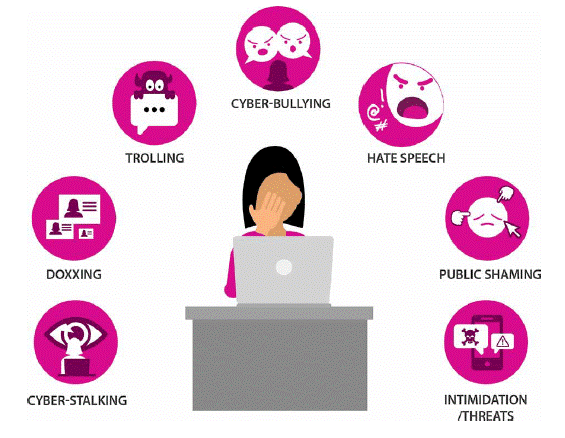 CYBER-BULLYING
TROLLING
HATE SPEECH
DOXXING
PUBLIC SHAMING
CYBER-STALKING
INTIMIDATION
/THREATS